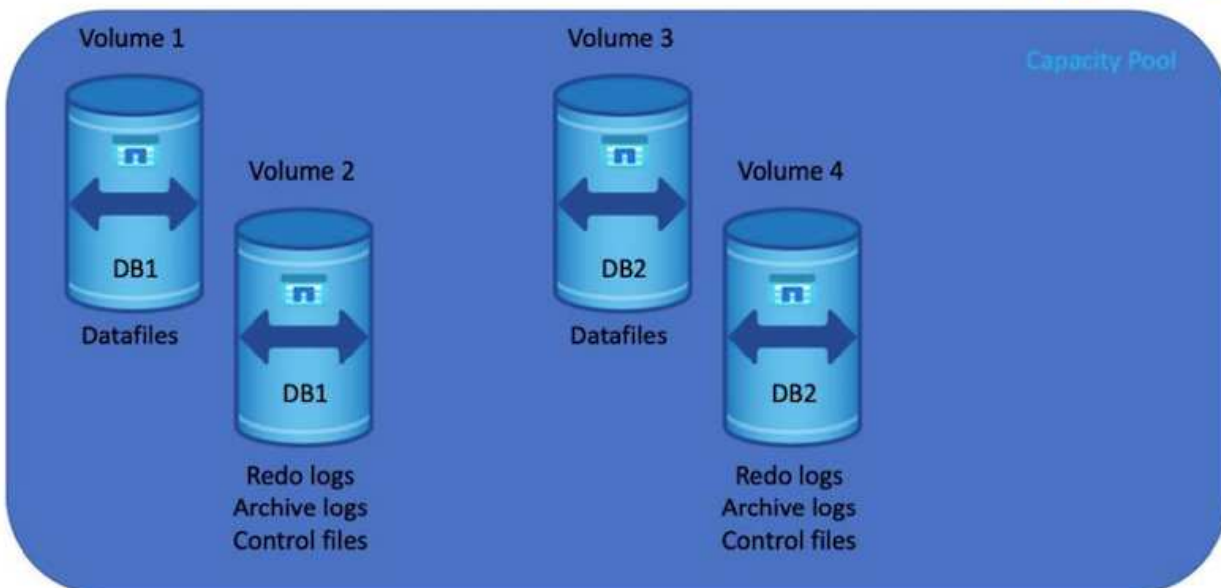 Volume 1
Volume 3
Capacity Pool
Volume 2
Volume 4
DB1
DB2
Datafiles
Datafiles
DB1
DB2
Redo logs
Archive logs
Control files
Redo logs
Archive logs
Control files